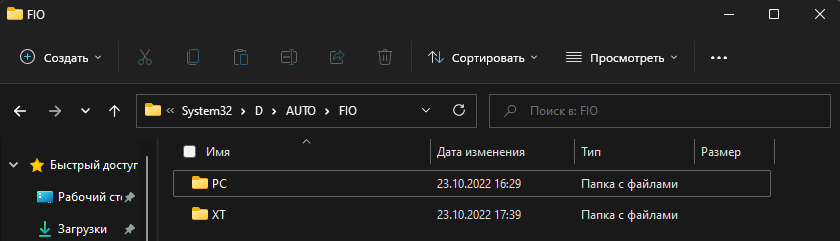 FIO
Создать Сортировать Просмотреть
« System32 > D > AUTO > FIO Поиск в: FIO
Имя Дата изменения Тип Размер
Быстрый доступ
PC 23.10.2022 16:29 Папка с файлами
Рабочий сто
XT 23.10.2022 17:39 Папка с файлами
Загрузки